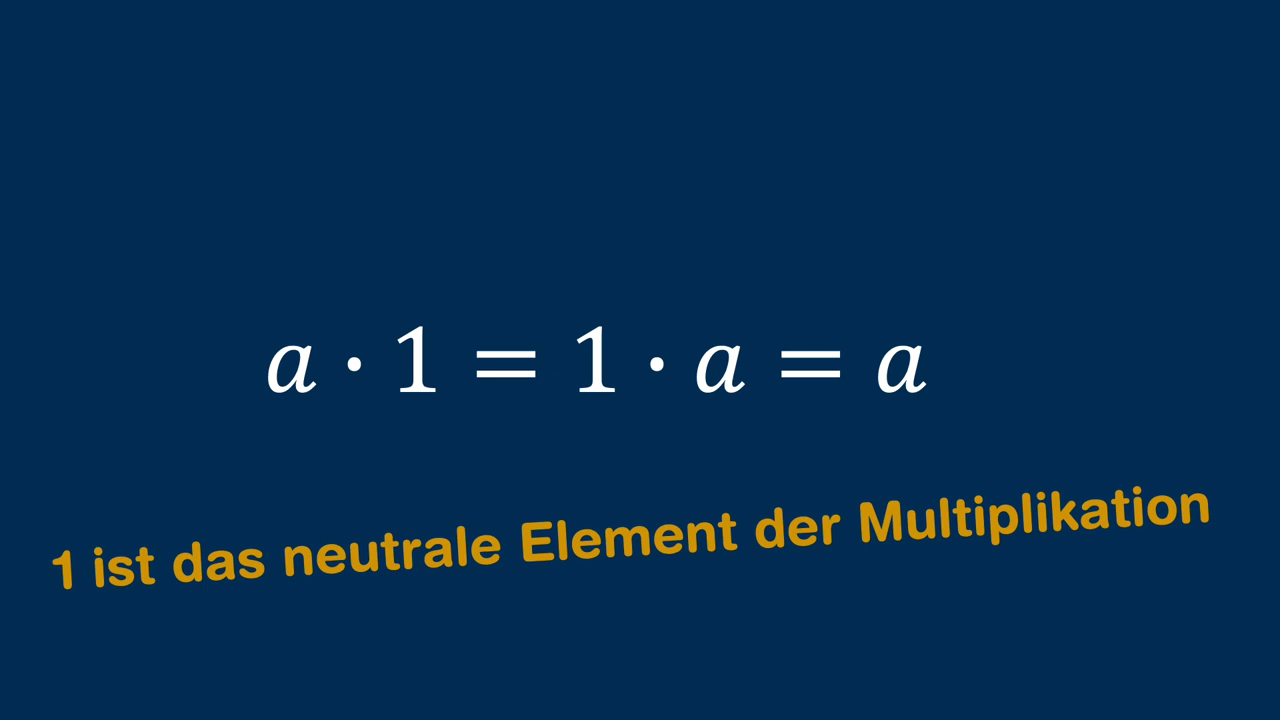 a · 1 = 1 · a = a
1 ist das neutrale Element der Multiplikation